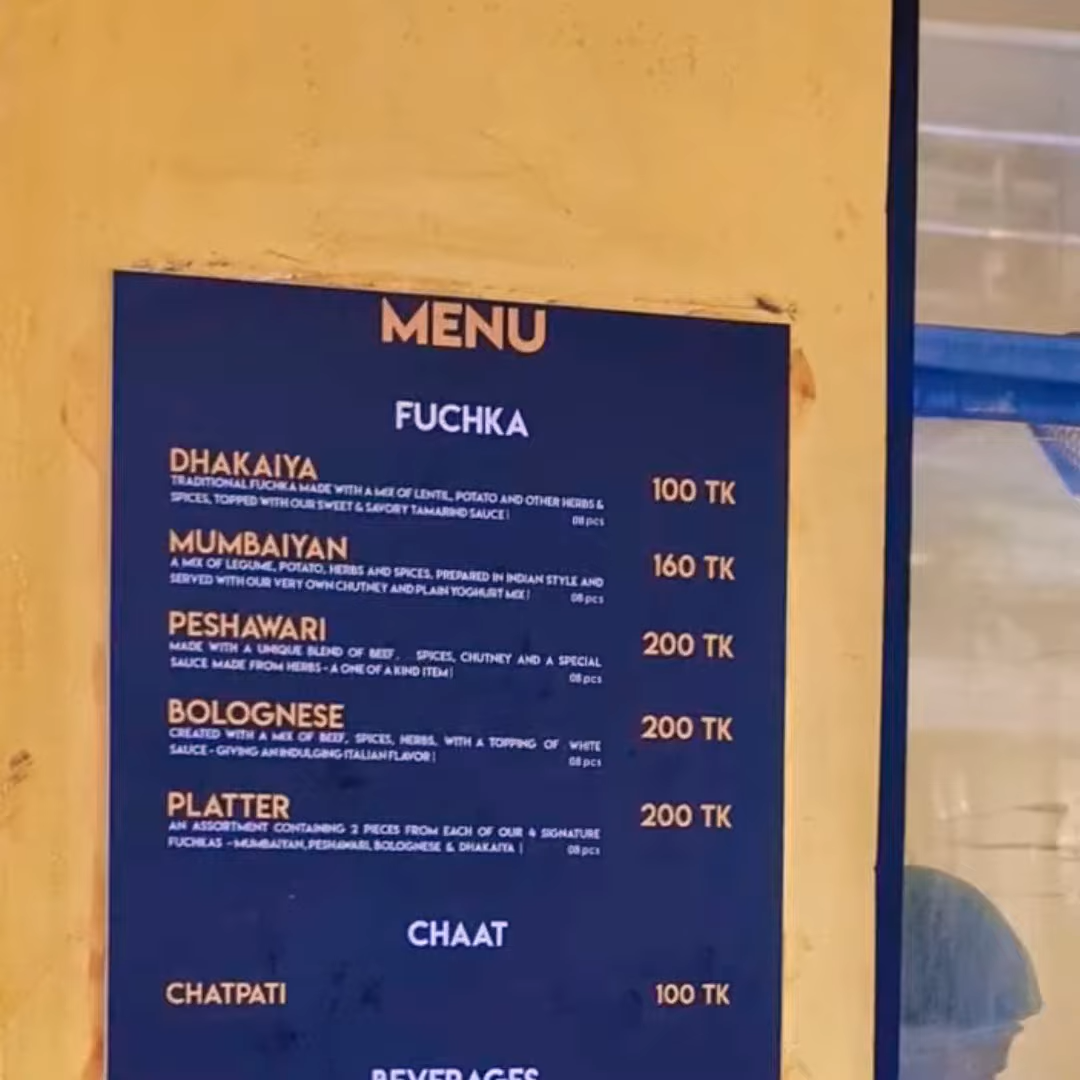 MENU
FUCHKA
DHAKAIYA
TRADITIONAL FUCHKA MADE WITH A MIX OF LENTIL, POTATO AND OTHER HERBS &
100 TK
SPICES, TOPPED WITH OUR SWEET & SAVORY TAMARIND SAUCE!
08 pcs
MUMBAIYAN
A MIX OF LEGUME, POTATO, HERBS AND SPICES, PREPARED IN INDIAN STYLE AND
160 TK
SERVED WITH OUR VERY OWN CHUTNEY AND PLAIN YOGHURT MIX!
08 pcs
PESHAWARI
MADE WITH A UNIQUE BLEND OF BEEF, SPICES, CHUTNEY AND A SPECIAL
200 TK
SAUCE MADE FROM HERBS - A ONE OF A KIND ITEM!
08 pcs
BOLOGNESE
CREATED WITH A MIX OF BEEF, SPICES, HERBS, WITH A TOPPING OF WHITE
200 TK
SAUCE - GIVING AN INDULGING ITALIAN FLAVOR!
08 pcs
PLATTER
AN ASSORTMENT CONTAINING 2 PIECES FROM EACH OF OUR 4 SIGNATURE
200 TK
FUCHKAS - MUMBAIYAN, PESHAWARI, BOLOGNESE & DHAKAIYA !
08 pcs
CHAAT
CHATPATI
100 TK
BEVERAGES